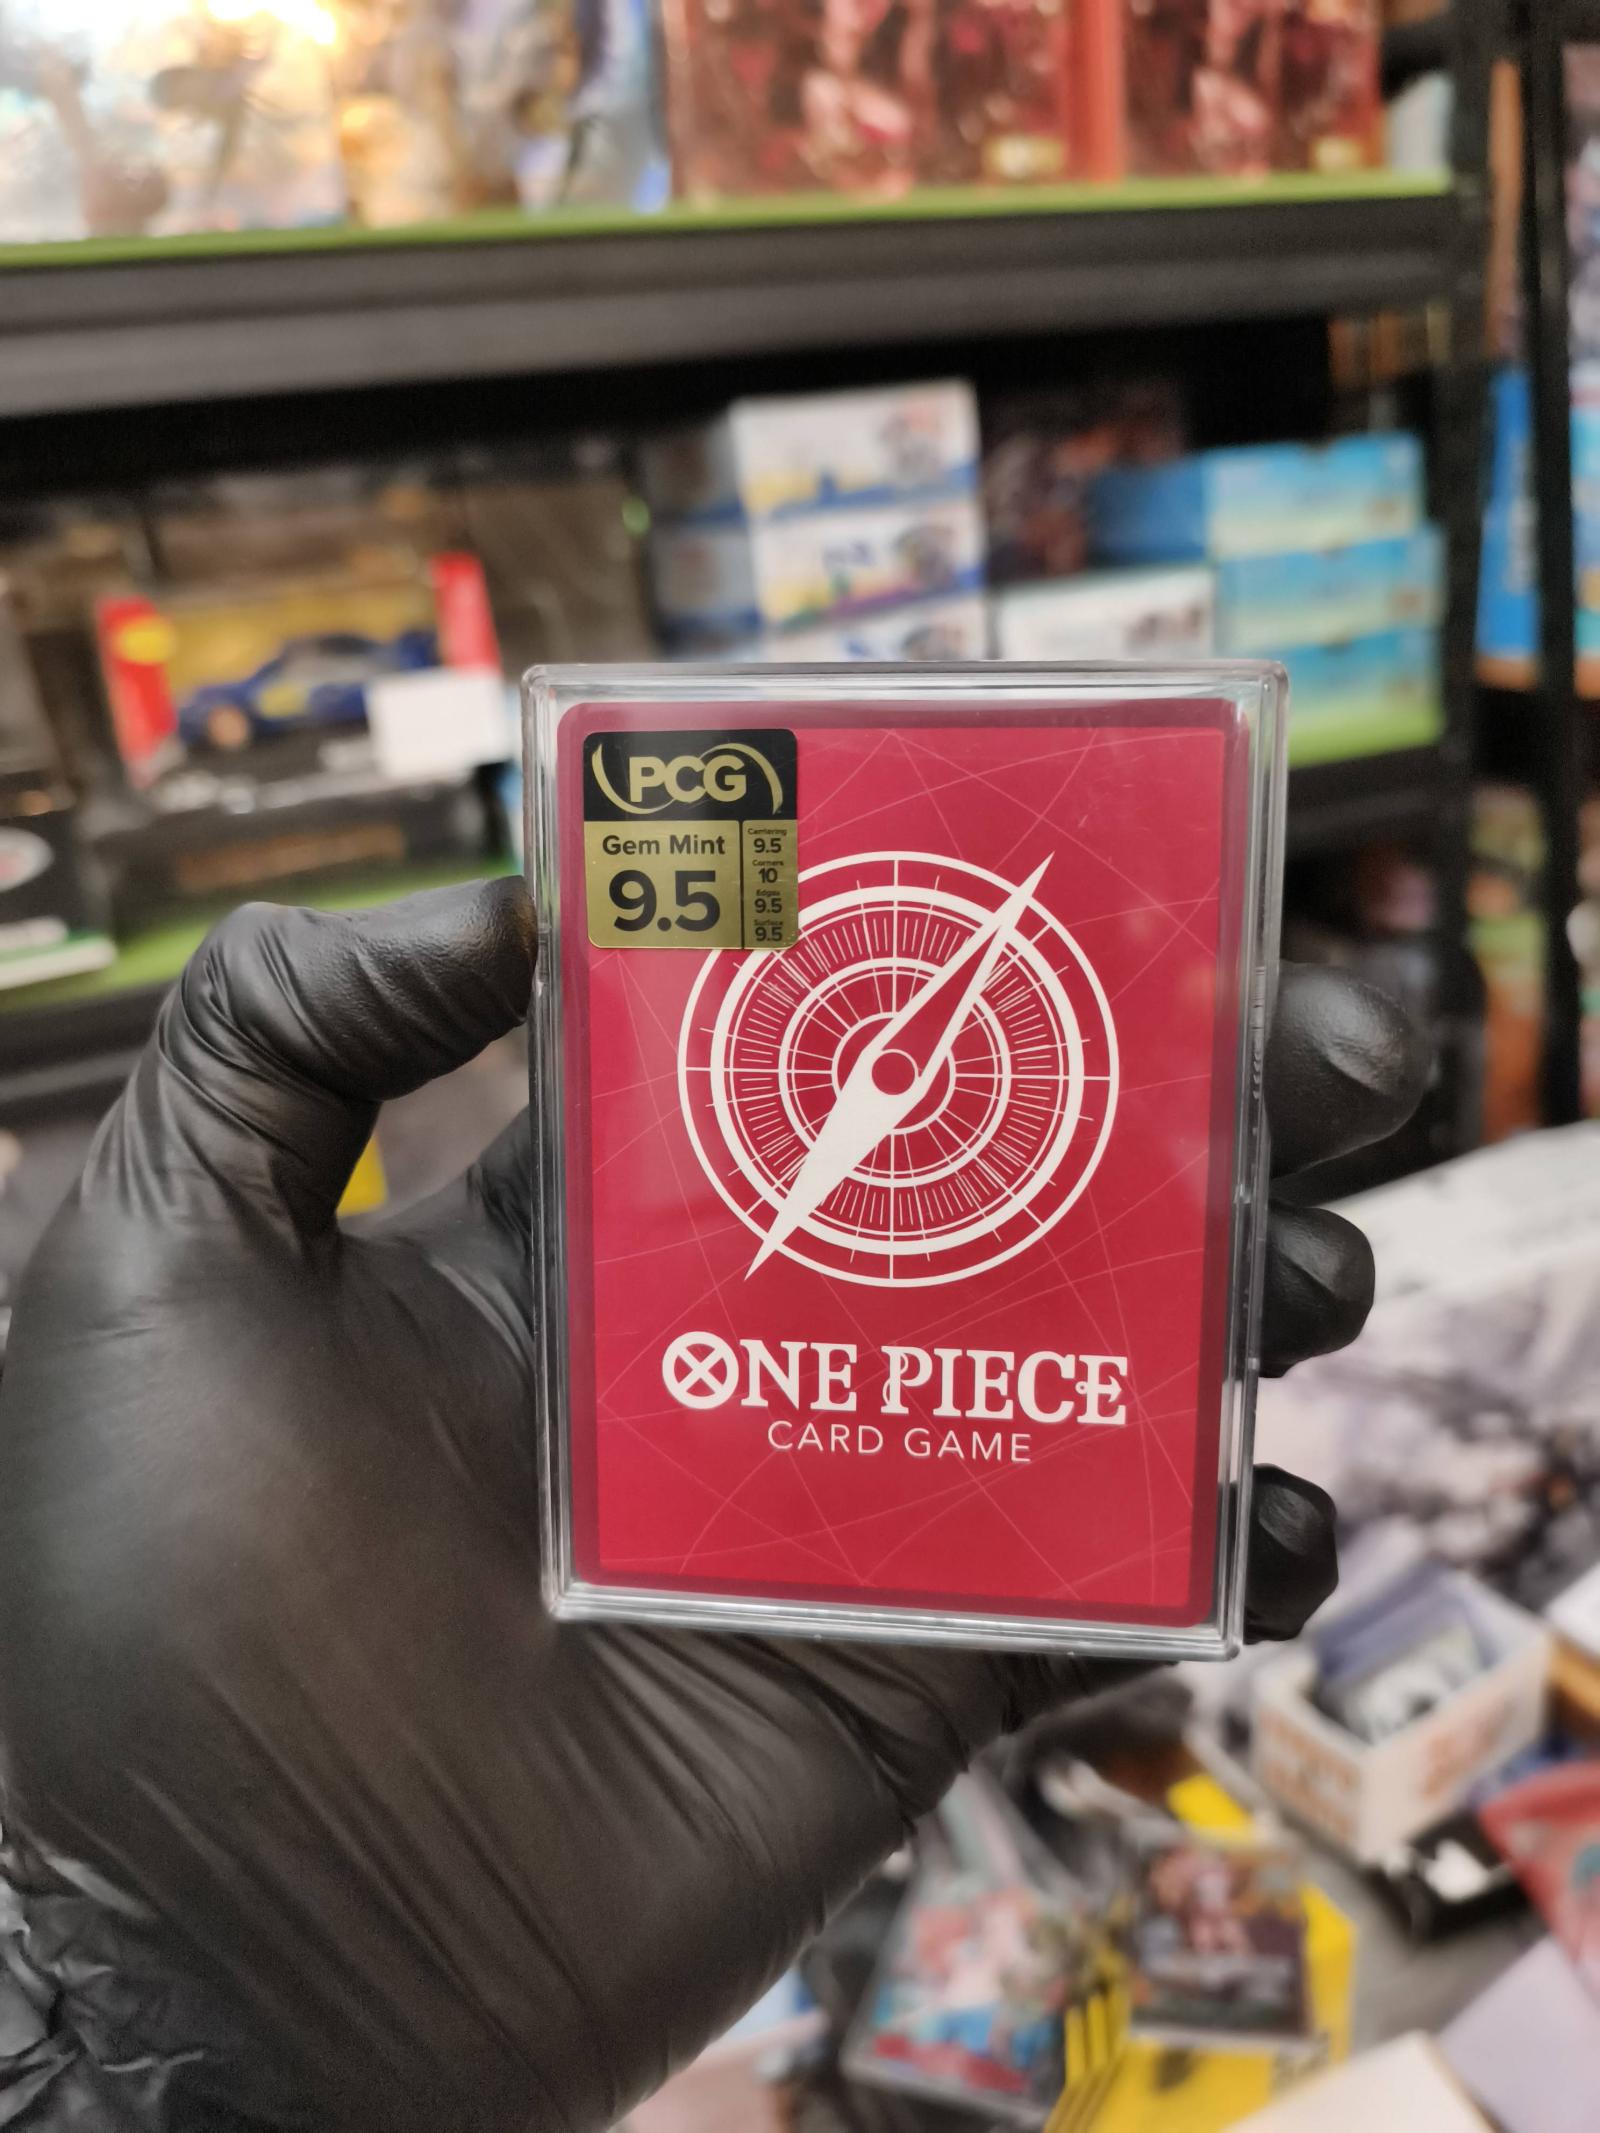 PCG
Gem Mint
9.5
Centering
9.5
Corners
10
Edges
9.5
Surface
9.5
ONE PIECE
CARD GAME